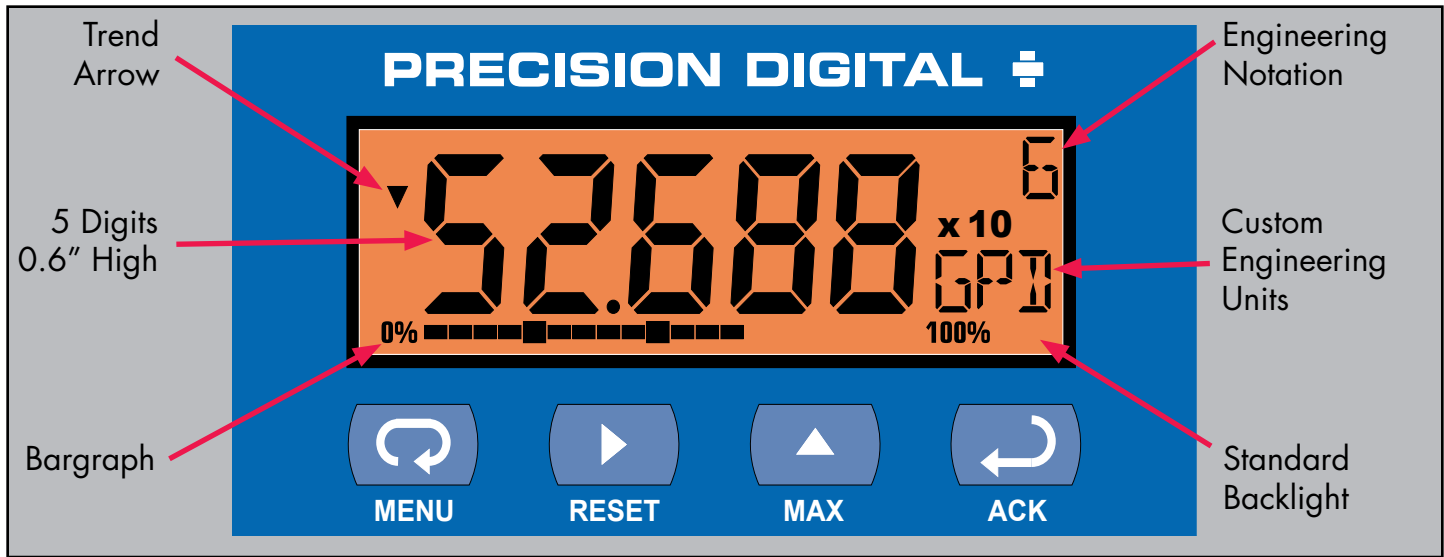 Trend
Arrow
5 Digits
0.6” High
Bargraph
PRECISION DIGITAL
6
52.688
x 10
GPD
0%
100%
MENU
RESET
MAX
ACK
Engineering
Notation
Custom
Engineering
Units
Standard
Backlight